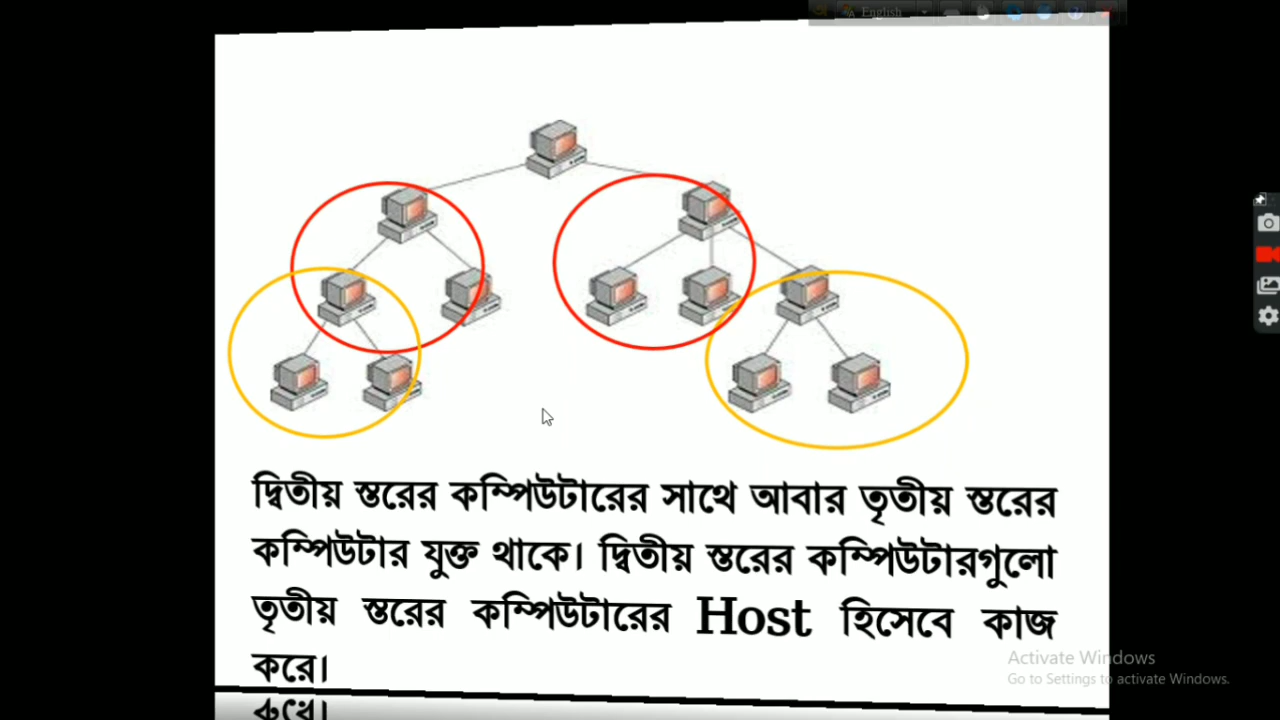 English
দ্বিতীয় স্তরের কম্পিউটারের সাথে আবার তৃতীয় স্তরের
কম্পিউটার যুক্ত থাকে। দ্বিতীয় স্তরের কম্পিউটারগুলো
তৃতীয় স্তরের কম্পিউটারের Host হিসেবে কাজ
করে।
Activate Windows
Go to Settings to activate Windows.